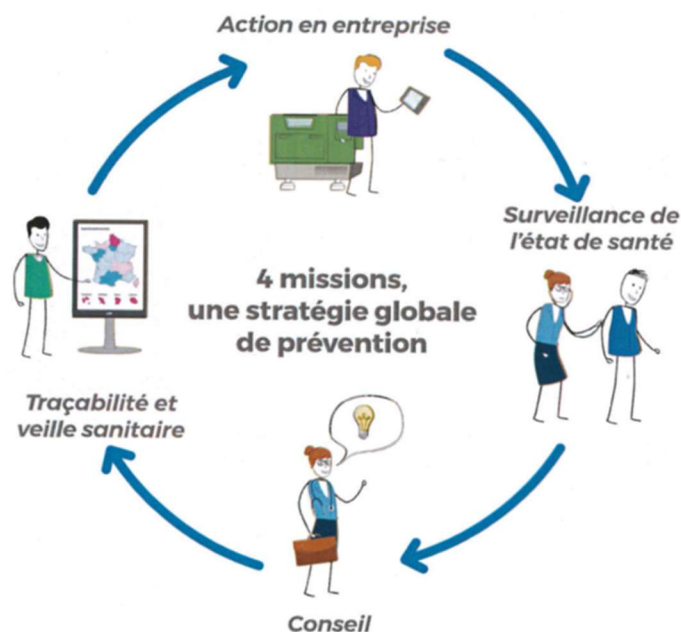 Action en entreprise
Surveillance de
l'état de santé
4 missions,
une stratégie globale
de prévention
Traçabilité et
veille sanitaire
Conseil